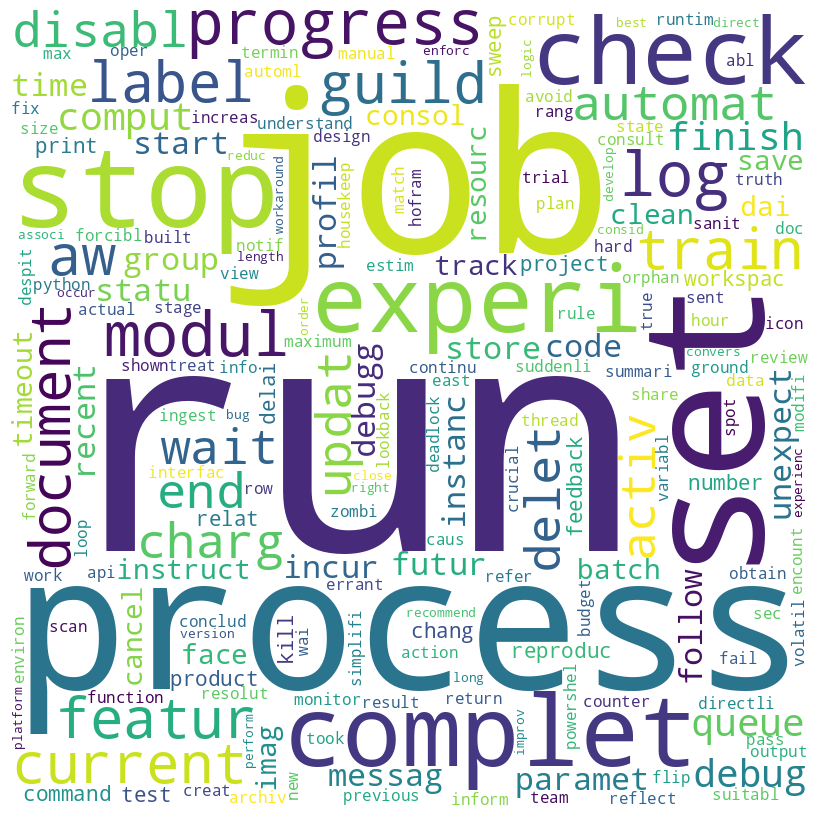 disabl max oper progress termin manual enforc corrupt sweep runtim best direct
check abl
label automl logic
time guild avoid rang
fix comput increas understand consol automat
size print start design stop job profil housekeep match hofram resourc log state consult develop finish
reduc workaround trial plan clean save truth
associ forcibl built notif aw group view estim track project sanit hard dai doc
despit python statu train
occur actual stage length order experi orphan workspac
maximum rule true sent hour icon
document modul info continu east store code suddenli summari ground convers review
shown treat delai updat debugg lookback deadlock share data modifi
timeout recent ingest bug run set spot experienc
forward wait interfac close right thread crucial activ variabl unexpect
end row zombi caus instanc delet feedback number
loop relat
work api charg errant encount
environ scan instruct incur futur refer batch follow obtain
cancel conclud version process recommend chang simplifi budget sec volatil
face kill wai action reproduc fail
platform function product resolut long
featur monitor result return counter directli
perform imag took complet improv powershel queue pass
current messag paramet flip debug output
command test creat archiv new previous inform team reflect suitabl